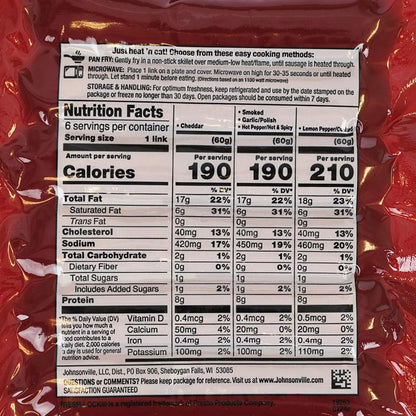 Just heat 'n eat! Choose from these easy cooking methods:
PAN FRY: Gently fry in a non-stick skillet over medium-low heat/flame, until sausage is heated through.
MICROWAVE: Place 1 link on a plate and cover. Microwave on high for 30-35 seconds or until heated
through. Let stand 1 minute before eating. (Directions based on an 1100 watt microwave)
STORAGE & HANDLING: For optimum freshness, keep refrigerated and use by the date stamped on the
package or freeze no longer than 30 days. Open packages should be consumed within 7 days.
Nutrition Facts
6 servings per container
Serving size 1 link
• Cheddar
(60g)
• Smoked
• Garlic/Polish
• Hot Pepper/Hot & Spicy
(60g)
• Lemon Pepper
(60g)
Amount per serving Per serving Per serving Per serving
Calories 190 190 210
% DV* % DV* % DV*
Total Fat 17g 22% 17g 22% 18g 23%
Saturated Fat 6g 31% 6g 31% 6g 31%
Trans Fat 0g 0g 0g
Cholesterol 40mg 13% 40mg 13% 40mg 13%
Sodium 420mg 17% 450mg 19% 460mg 20%
Total Carbohydrate 2g 1% 2g 1% 2g 1%
Dietary Fiber 0g 0% 0g 0% 0g 0%
Total Sugars 1g 1g 1g
Includes Added Sugars 1g 2% 1g 2% 1g 2%
Protein 8g 8g 8g
*The % Daily Value (DV)
tells you how much a
nutrient in a serving of
food contributes to a
daily diet. 2,000 calories
a day is used for general
nutrition advice.
Vitamin D 0.4mcg 2% 0.4mcg 2% 0.5mcg 2%
Calcium 50mg 4% 20mg 0% 20mg 0%
Iron 0.4mg 2% 0.4mg 2% 0.4mg 2%
Potassium 100mg 2% 100mg 2% 110mg 2%
Johnsonville, LLC, Dist., PO Box 906, Sheboygan Falls, WI 53085
QUESTIONS or COMMENTS? Please keep package for reference. Visit us at www.Johnsonville.com
SATISFACTION GUARANTEED!
is a registered trademark of